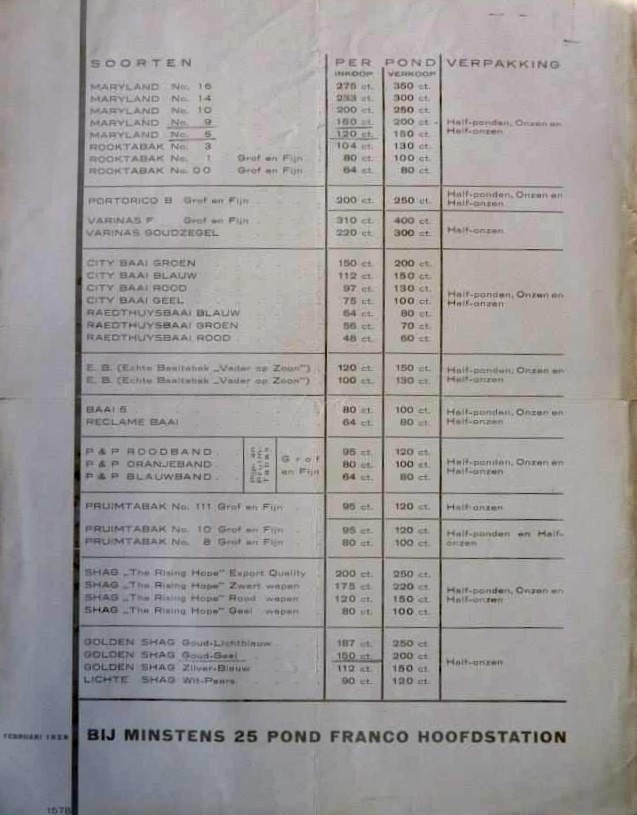 SOORTEN PER POND VERPAKKING
INKOOP VERKOOP
MARYLAND No. 16 275 ct. 350 ct.
MARYLAND No. 14 233 ct. 300 ct.
MARYLAND No. 10 200 ct. 250 ct.
MARYLAND No. 9 160 ct. 200 ct. Half-ponden, Onzen en
MARYLAND No. 5 120 ct. 150 ct. Half-onzen
ROOKTABAK No. 3 104 ct. 130 ct.
ROOKTABAK No. 1 Grof en Fijn 80 ct. 100 ct.
ROOKTABAK No. 00 Grof en Fijn 64 ct. 80 ct.
PORTORICO B Grof en Fijn 200 ct. 250 ct. Half-ponden, Onzen en Half-onzen
VARINAS F Grof en Fijn 310 ct. 400 ct. Half-onzen
VARINAS GOUDZEGEL 220 ct. 300 ct.
CITY BAAI GROEN 150 ct. 200 ct.
CITY BAAI BLAUW 112 ct. 150 ct.
CITY BAAI ROOD 97 ct. 130 ct. Half-ponden, Onzen en
CITY BAAI GEEL 75 ct. 100 ct. Half-onzen
RAEDTHUYSBAAI BLAUW 64 ct. 80 ct.
RAEDTHUYSBAAI GROEN 56 ct. 70 ct.
RAEDTHUYSBAAI ROOD 48 ct. 60 ct.
E. B. (Echte Baaitabak „Vader op Zoon") 120 ct. 150 ct. Half-ponden, Onzen en
E. B. (Echte Baaitabak „Vader op Zoon") 100 ct. 130 ct. Half-onzen
BAAI 6 80 ct. 100 ct. Half-ponden, Onzen en
RECLAME BAAI 64 ct. 80 ct. Half-onzen
P & P ROODBAND Pijp- en Pruim-Tabak Grof en Fijn 95 ct. 120 ct.
P & P ORANJEBAND 80 ct. 100 ct. Half-ponden, Onzen en
P & P BLAUWBAND 64 ct. 80 ct. Half-onzen
PRUIMTABAK No. 111 Grof en Fijn 95 ct. 120 ct. Half-onzen
PRUIMTABAK No. 10 Grof en Fijn 95 ct. 120 ct. Half-ponden en Half-
PRUIMTABAK No. 8 Grof en Fijn 80 ct. 100 ct. onzen
SHAG „The Rising Hope" Export Quality 200 ct. 250 ct.
SHAG „The Rising Hope" Zwart wapen 175 ct. 220 ct. Half-ponden, Onzen en
SHAG „The Rising Hope" Rood wapen 120 ct. 150 ct. Half-onzen
SHAG „The Rising Hope" Geel wapen 80 ct. 100 ct.
GOLDEN SHAG Goud-Lichtblauw 187 ct. 250 ct.
GOLDEN SHAG Goud-Geel 150 ct. 200 ct. Half-onzen
GOLDEN SHAG Zilver-Blauw 112 ct. 150 ct.
LICHTE SHAG Wit-Paars 90 ct. 120 ct.
FEBRUARI
BIJ MINSTENS 25 POND FRANCO HOOFDSTATION
1578